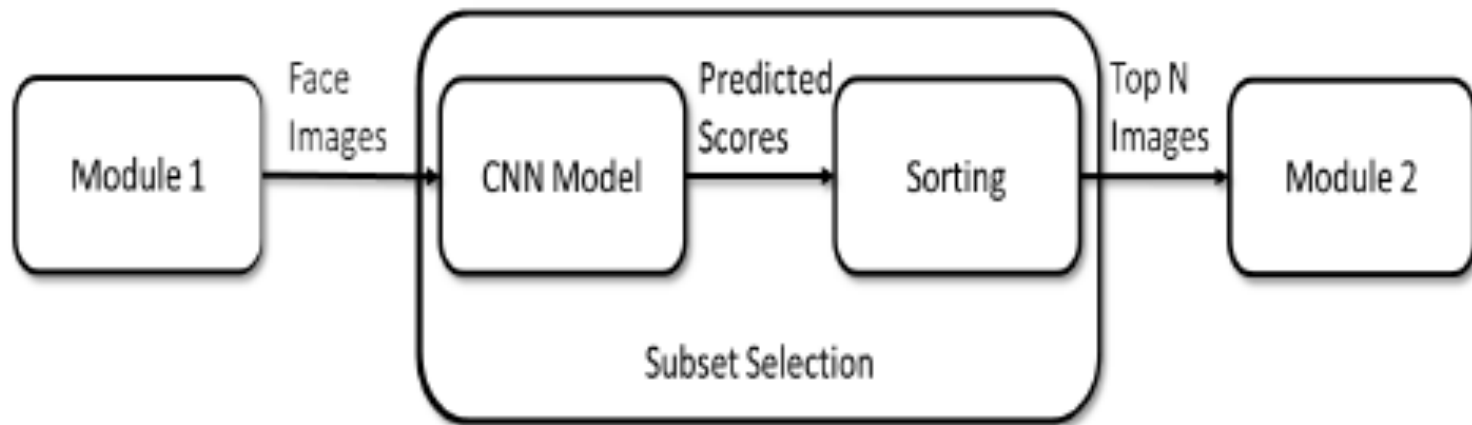 Module 1
Face
Images
CNN Model
Predicted
Scores
Sorting
Top N
Images
Module 2
Subset Selection